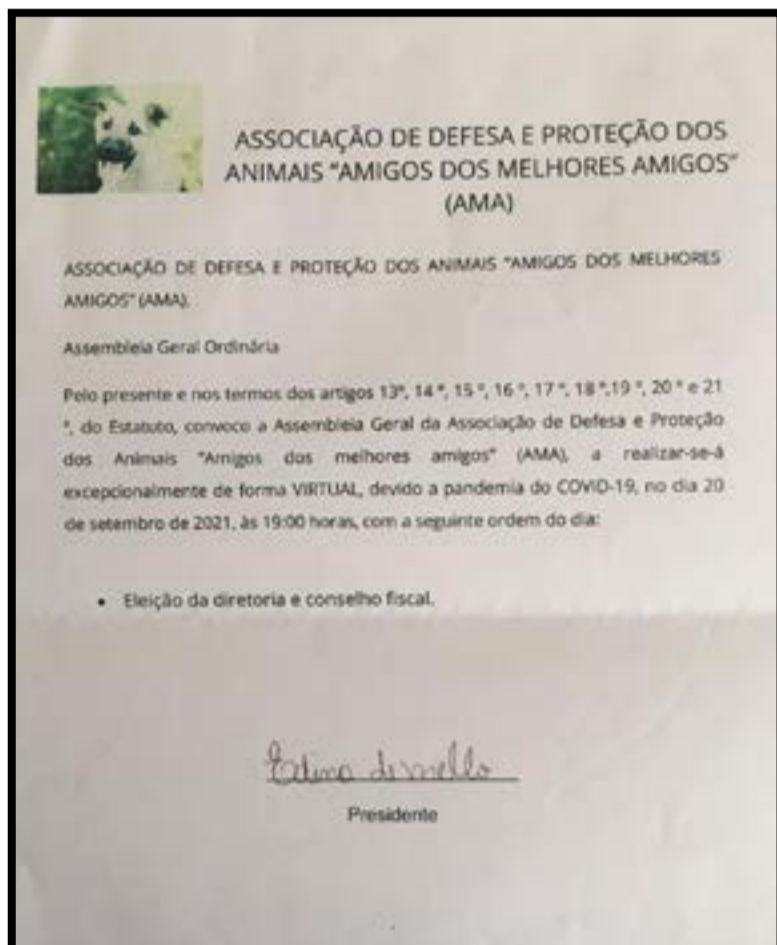 ASSOCIAÇÃO DE DEFESA E PROTEÇÃO DOS
ANIMAIS "AMIGOS DOS MELHORES AMIGOS"
(AMA)
ASSOCIAÇÃO DE DEFESA E PROTEÇÃO DOS ANIMAIS "AMIGOS DOS MELHORES
AMIGOS" (AMA).
Assembleia Geral Ordinária
Pelo presente e nos termos dos artigos 13º, 14 º, 15 º, 16 º, 17 º, 18 º,19 º, 20 º e 21
º, do Estatuto, convoco a Assembleia Geral da Associação de Defesa e Proteção
dos Animais "Amigos dos melhores amigos" (AMA), a realizar-se-á
excepcionalmente de forma VIRTUAL, devido a pandemia do COVID-19, no dia 20
de setembro de 2021, às 19:00 horas, com a seguinte ordem do dia:
• Eleição da diretoria e conselho fiscal.
de mello
Presidente